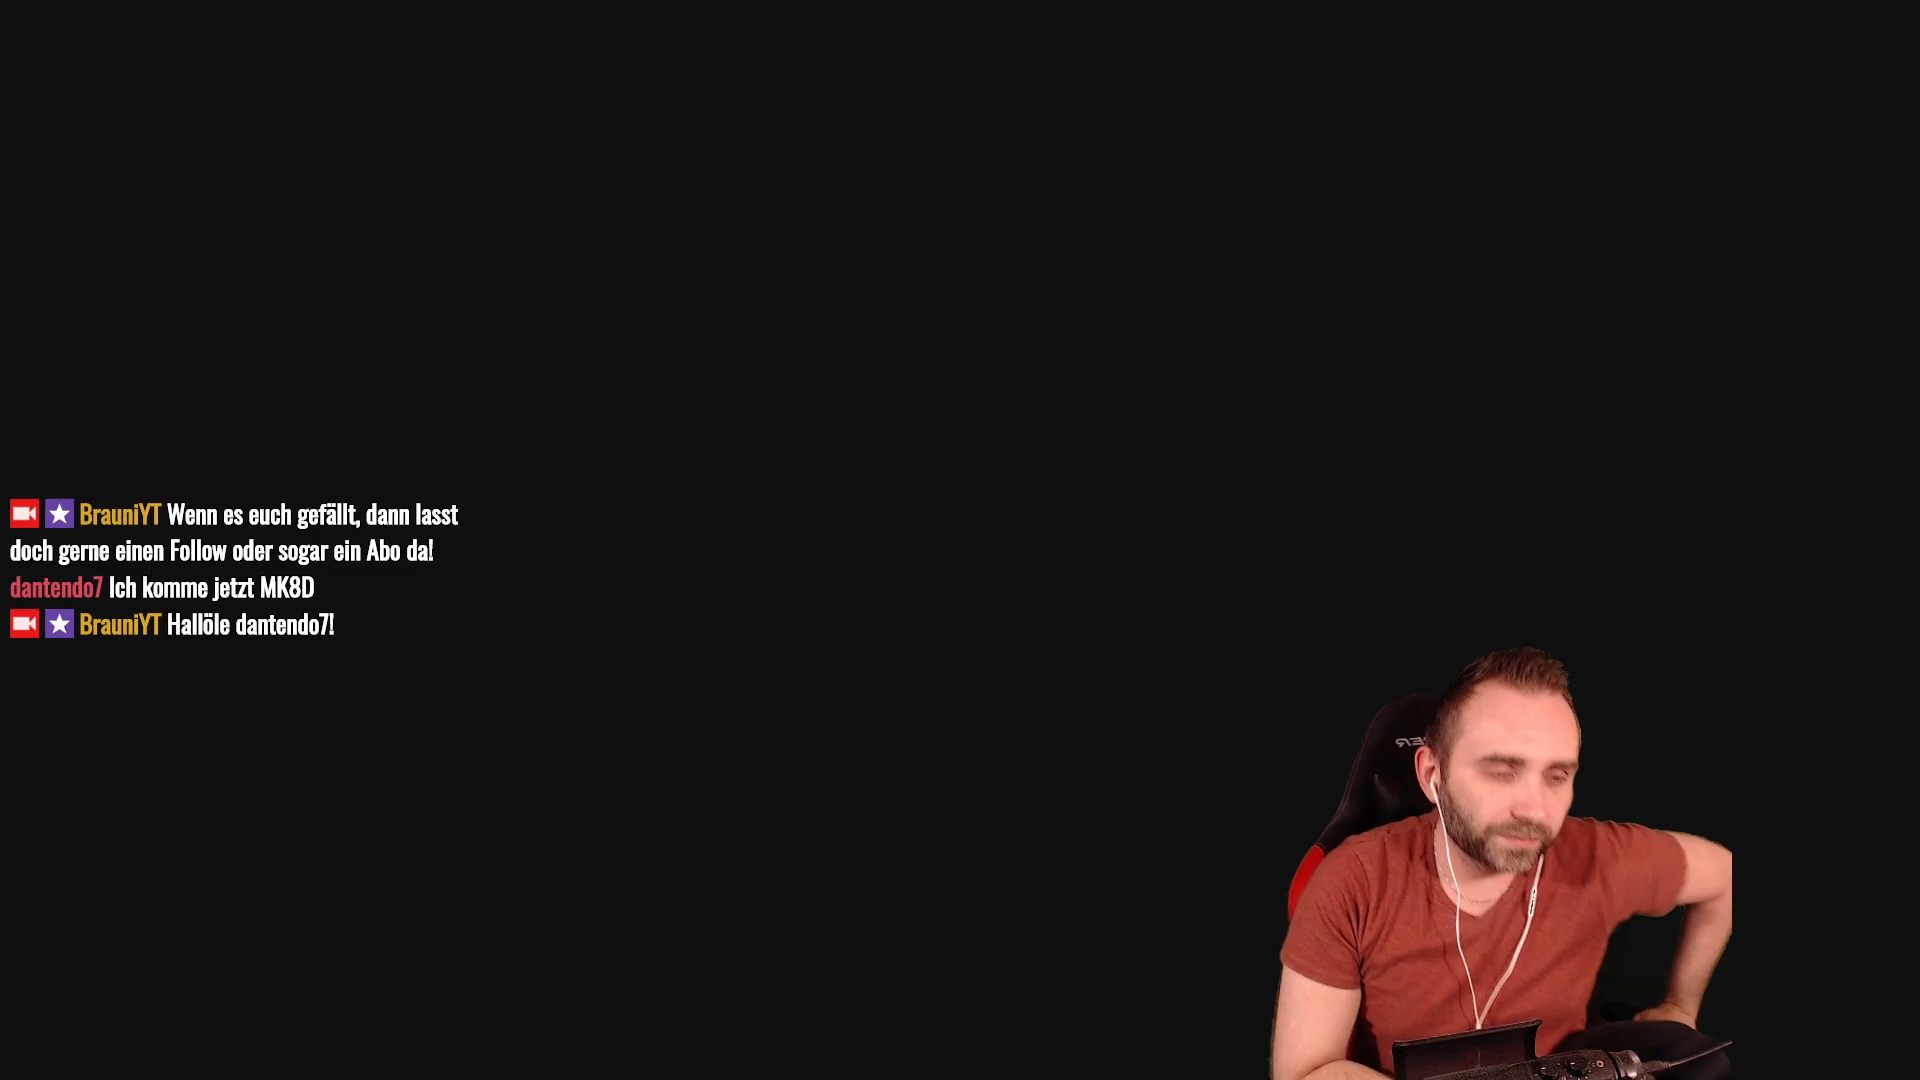 BrauniYT Wenn es euch gefällt, dann lasst
doch gerne einen Follow oder sogar ein Abo da!
dantendo7 Ich komme jetzt MK8D
BrauniYT Hallöle dantendo7!